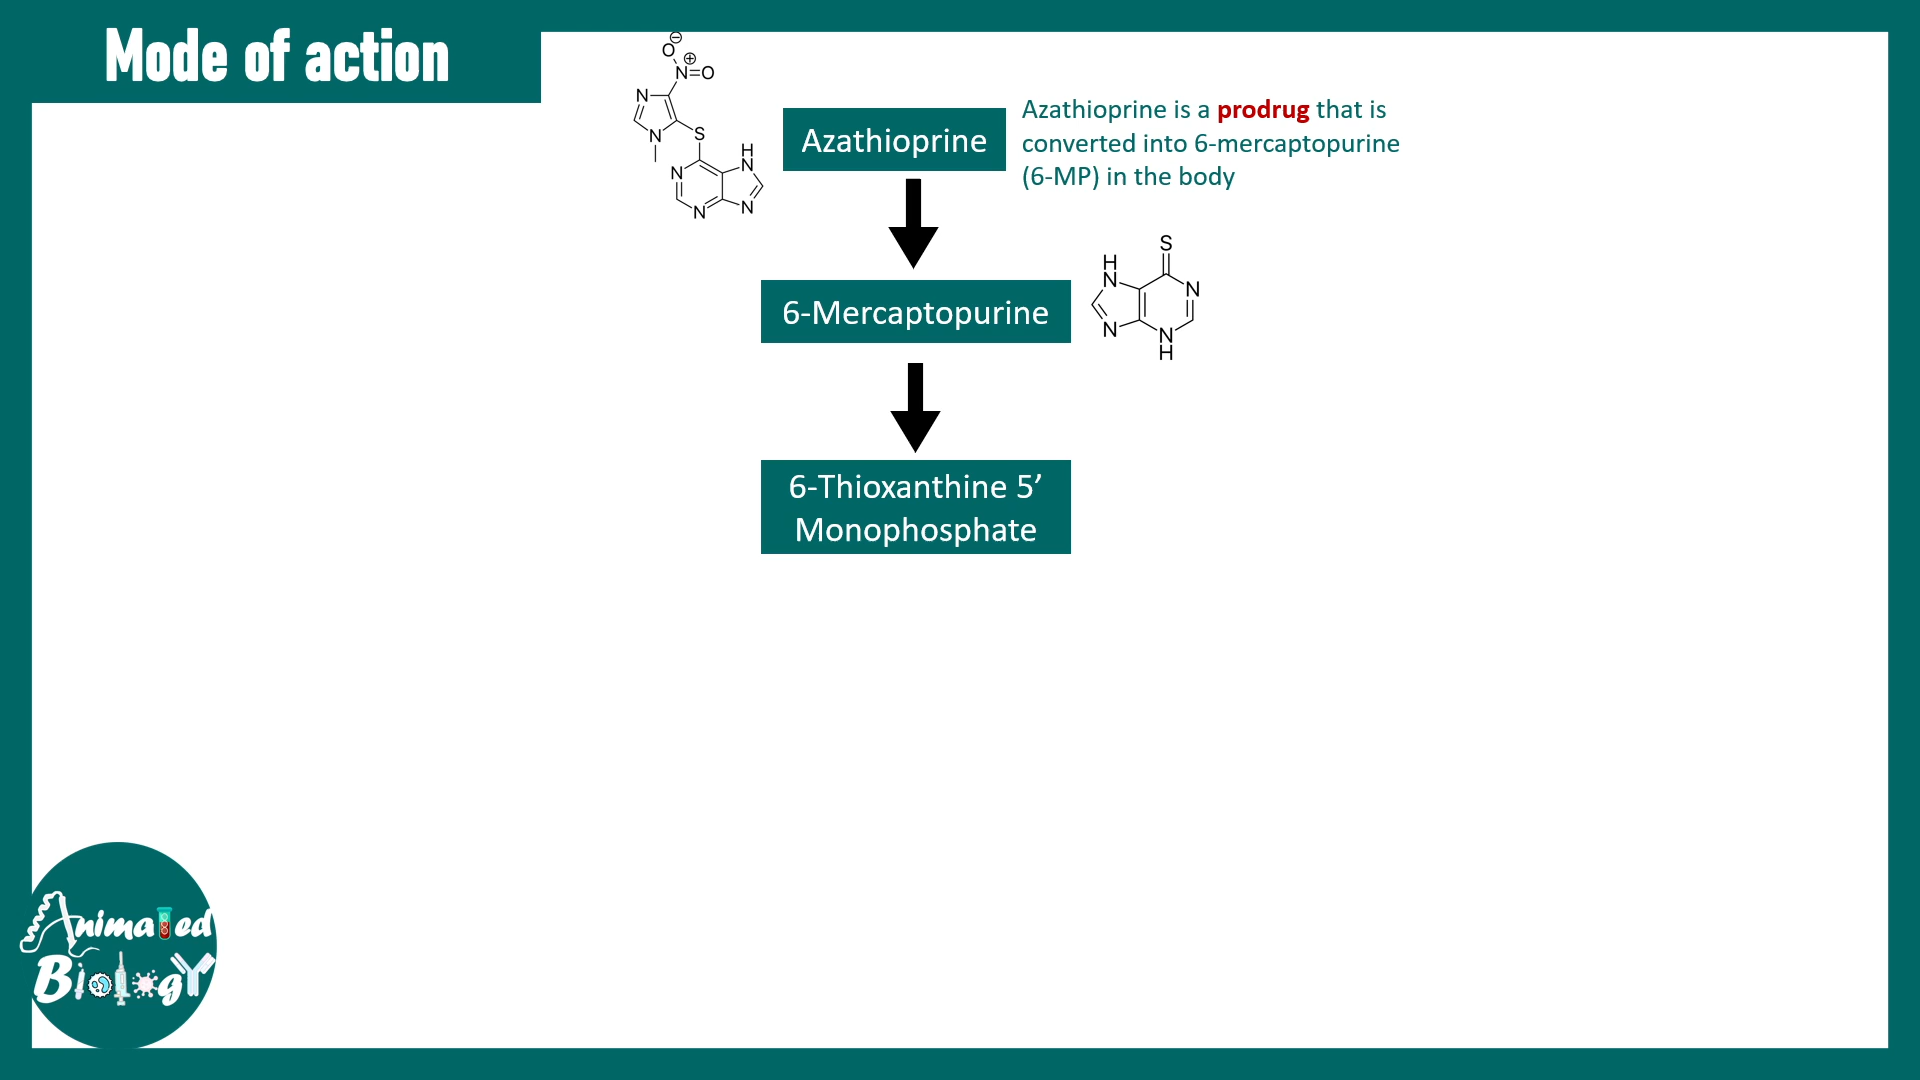 Mode of action
O⊖
N⊕=O
N
N
S
H
N
N
N
N
Azathioprine
Azathioprine is a prodrug that is
converted into 6-mercaptopurine
(6-MP) in the body
6-Mercaptopurine
S
H
N
N
N
N
H
6-Thioxanthine 5’
Monophosphate
Animated
Biology